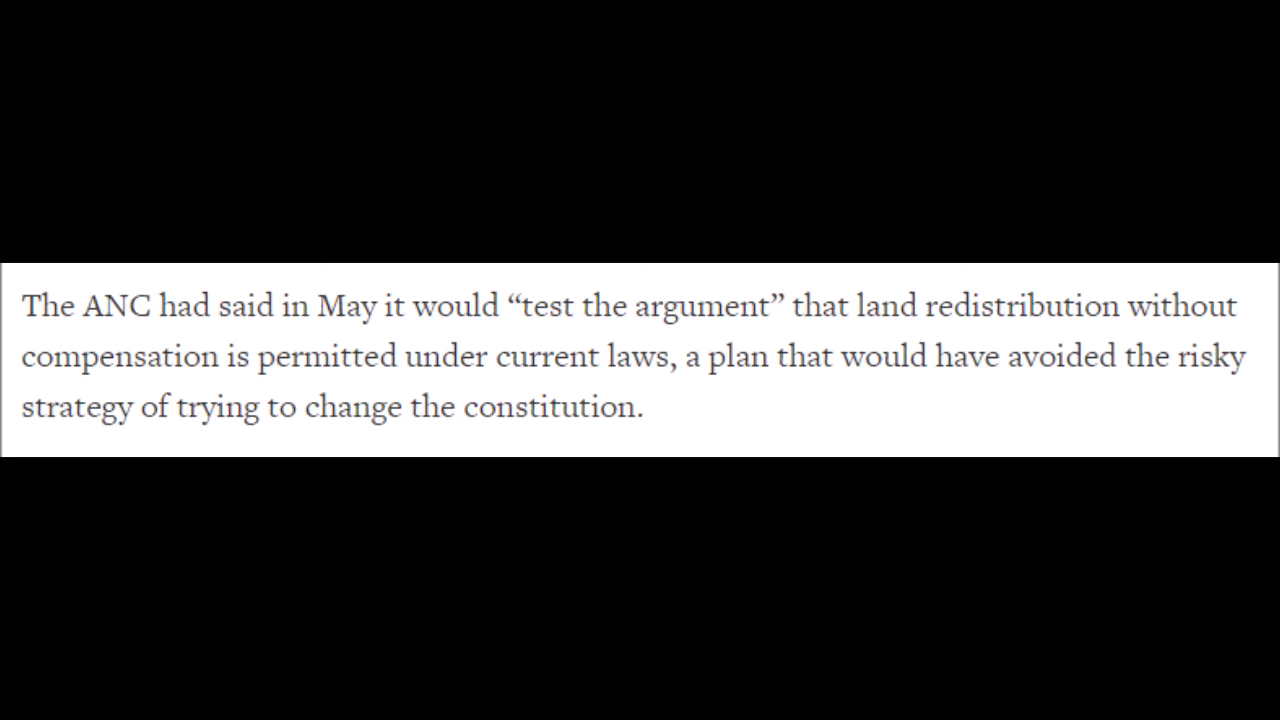 The ANC had said in May it would “test the argument” that land redistribution without
compensation is permitted under current laws, a plan that would have avoided the risky
strategy of trying to change the constitution.